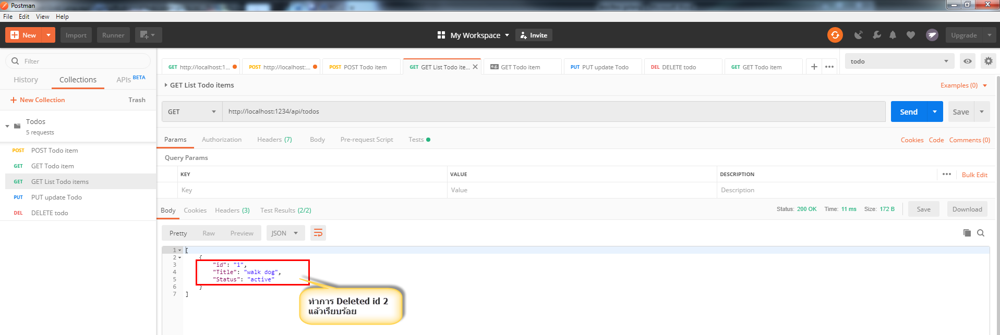 Postman
File Edit View Help
New Import Runner My Workspace Invite Upgrade
Filter
History Collections APIs BETA
New Collection Trash
Todos
5 requests
POST POST Todo item
GET GET Todo item
GET GET List Todo items
PUT PUT update Todo
DEL DELETE todo
GET http://localhost:1... POST http://localhost:... POST POST Todo item GET GET List Todo ite... e.g. GET Todo item PUT PUT update Todo DEL DELETE todo GET GET Todo item
todo
GET List Todo items Examples (0)
GET http://localhost:1234/api/todos Send Save
Params Authorization Headers (7) Body Pre-request Script Tests Cookies Code Comments (0)
Query Params
KEY VALUE DESCRIPTION Bulk Edit
Key Value Description
Body Cookies Headers (3) Test Results (2/2) Status: 200 OK Time: 11 ms Size: 172 B Save Download
Pretty Raw Preview JSON
1 [
2 {
3 "id": "1",
4 "Title": "walk dog",
5 "Status": "active"
6 }
7 ]
ทำการ Deleted id 2
แล้วเรียบร้อย